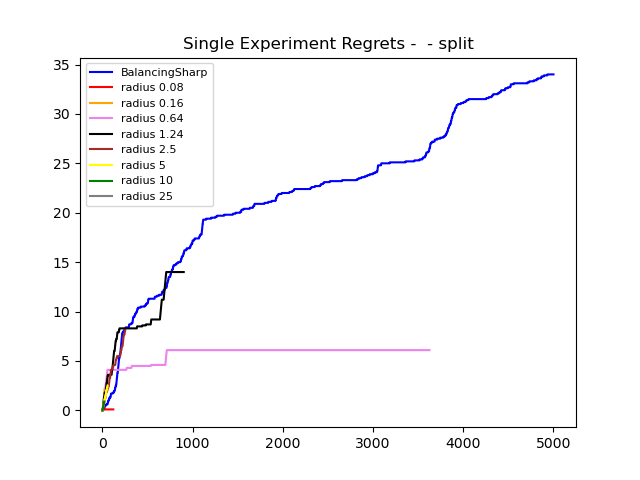 Single Experiment Regrets -  - split
BalancingSharp
radius 0.08
radius 0.16
radius 0.64
radius 1.24
radius 2.5
radius 5
radius 10
radius 25
35
30
25
20
15
10
5
0
0 1000 2000 3000 4000 5000